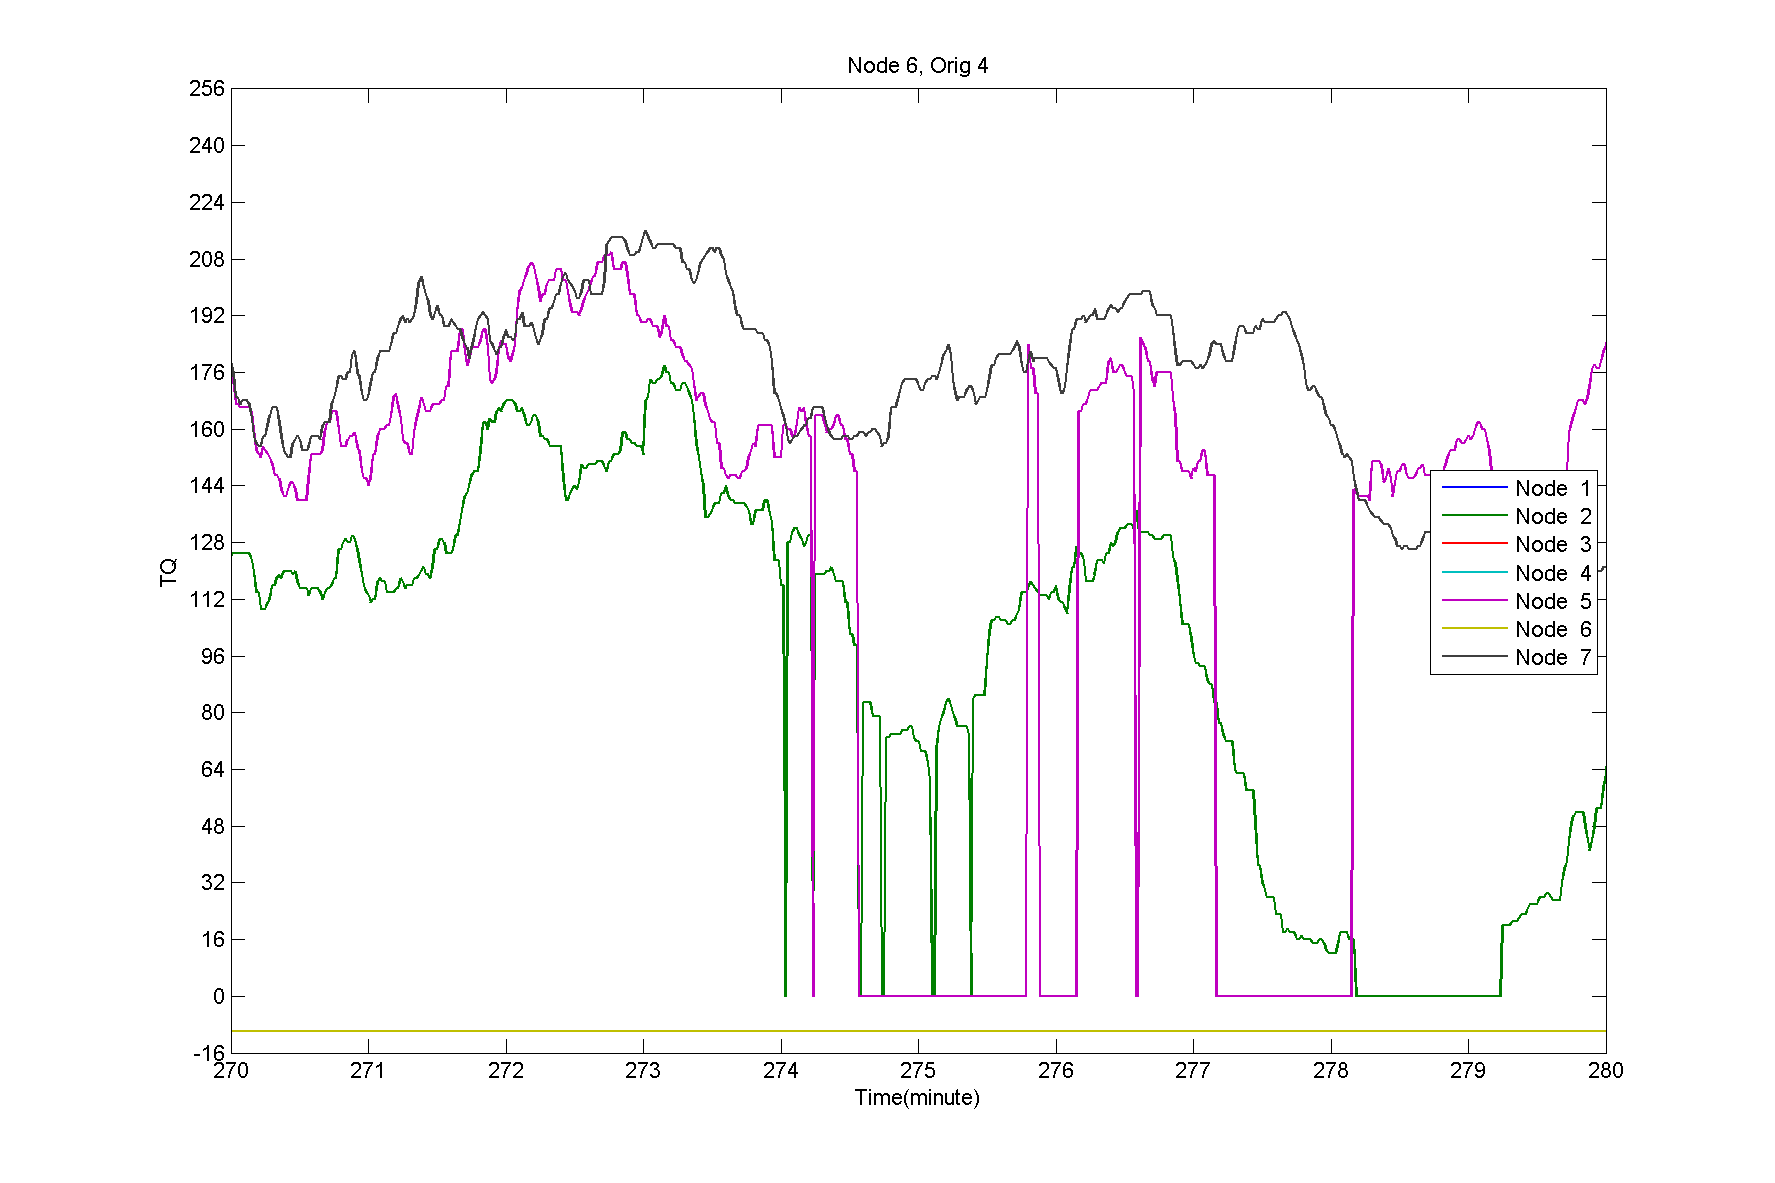 Node 6, Orig 4
256
240
224
208
192
176
160
144
128
112
96
80
64
48
32
16
0
-16
TQ
Node 1
Node 2
Node 3
Node 4
Node 5
Node 6
Node 7
270 271 272 273 274 275 276 277 278 279 280
Time(minute)